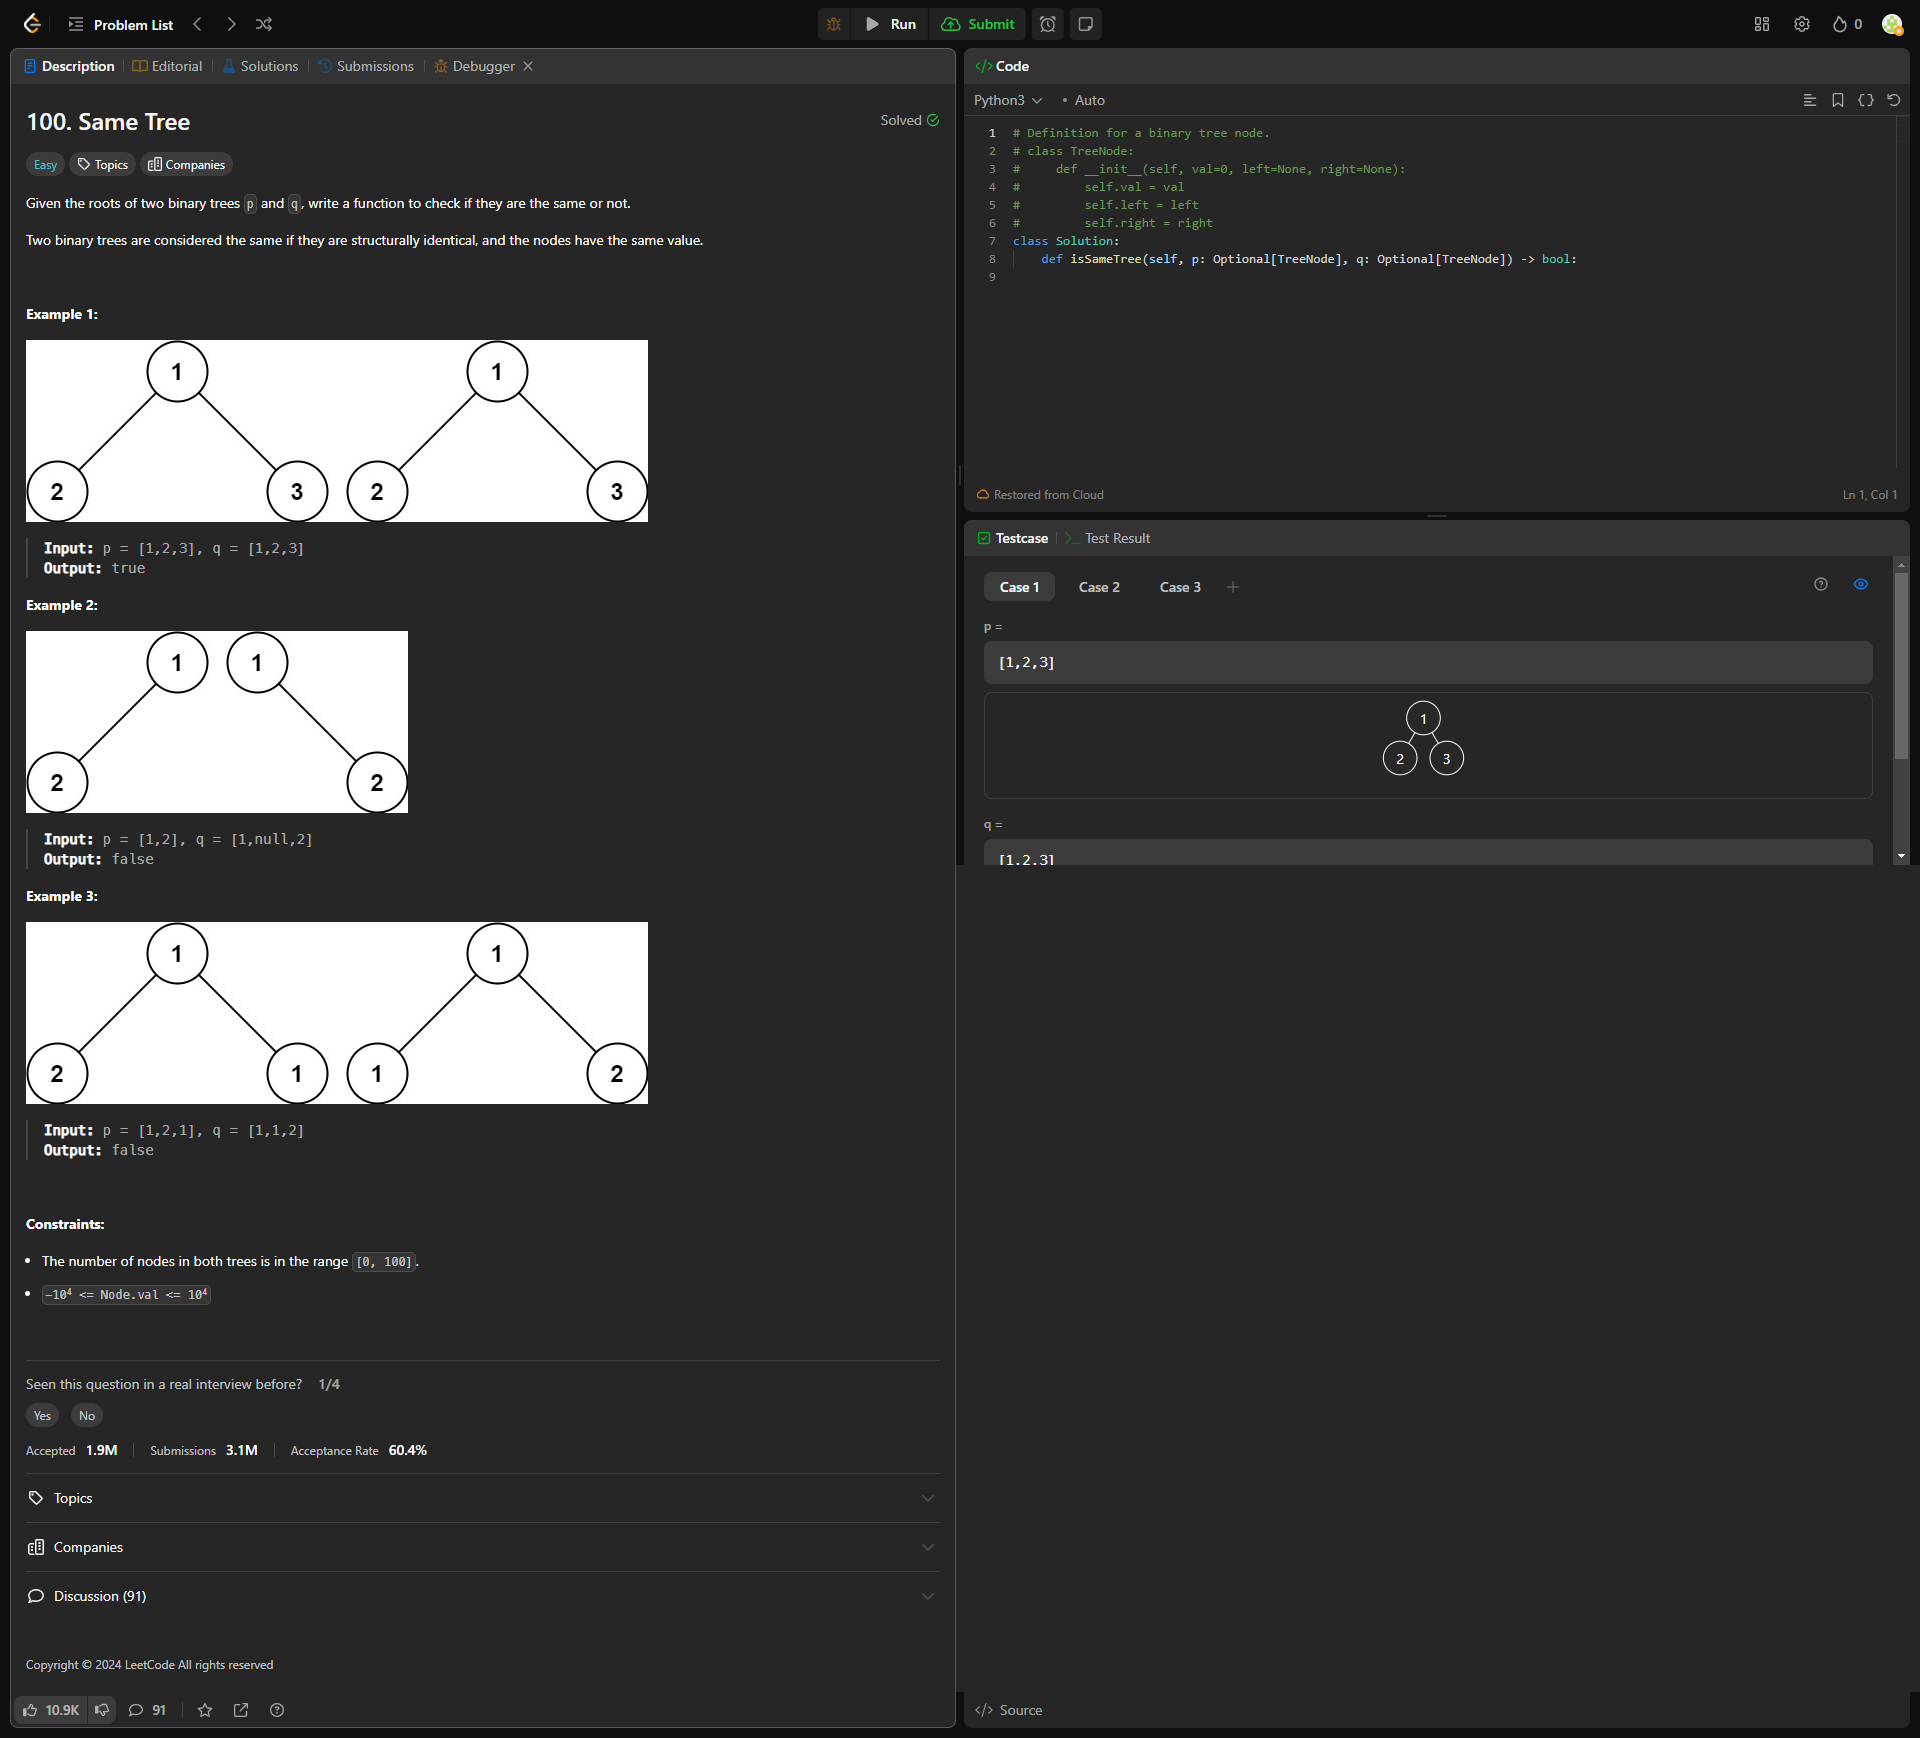 Problem List
Run
Submit
0
Description
Editorial
Solutions
Submissions
Debugger
100. Same Tree
Solved
Easy
Topics
Companies
Given the roots of two binary trees p and q, write a function to check if they are the same or not.
Two binary trees are considered the same if they are structurally identical, and the nodes have the same value.
Example 1:
1 1
2 3 2 3
Input: p = [1,2,3], q = [1,2,3]
Output: true
Example 2:
1 1
2 2
Input: p = [1,2], q = [1,null,2]
Output: false
Example 3:
1 1
2 1 1 2
Input: p = [1,2,1], q = [1,1,2]
Output: false
Constraints:
• The number of nodes in both trees is in the range [0, 100].
• -10⁴ <= Node.val <= 10⁴
Seen this question in a real interview before? 1/4
Yes No
Accepted 1.9M Submissions 3.1M Acceptance Rate 60.4%
Topics
Companies
Discussion (91)
Copyright © 2024 LeetCode All rights reserved
10.9K 91
</> Code
Python3 • Auto
1 # Definition for a binary tree node.
2 # class TreeNode:
3 #     def __init__(self, val=0, left=None, right=None):
4 #         self.val = val
5 #         self.left = left
6 #         self.right = right
7 class Solution:
8     def isSameTree(self, p: Optional[TreeNode], q: Optional[TreeNode]) -> bool:
9
Restored from Cloud
Ln 1, Col 1
Testcase
>_ Test Result
Case 1 Case 2 Case 3 +
p =
[1,2,3]
1
2 3
q =
[1,2,3]
</> Source